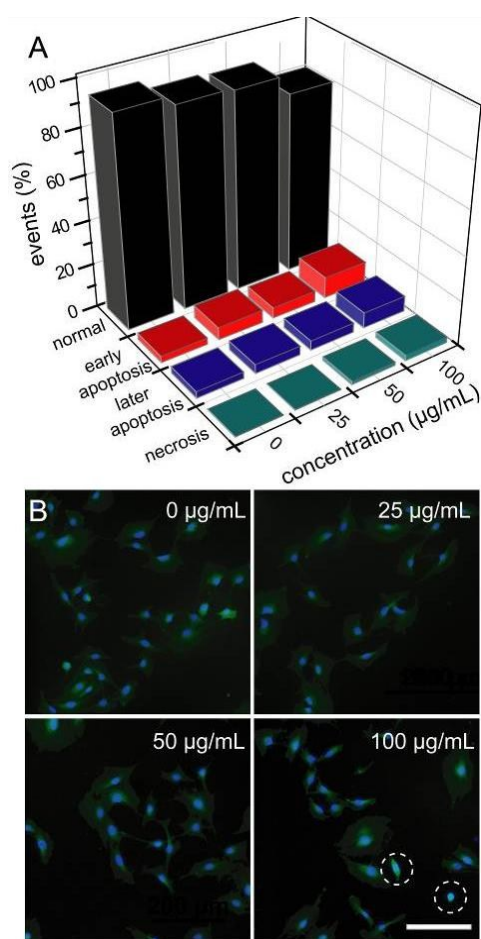 A
100
80
60
40
20
0
events (%)
normal
early
apoptosis
later
apoptosis
necrosis
0
25
50
100
concentration (µg/mL)
B
0 µg/mL
25 µg/mL
50 µg/mL
100 µg/mL